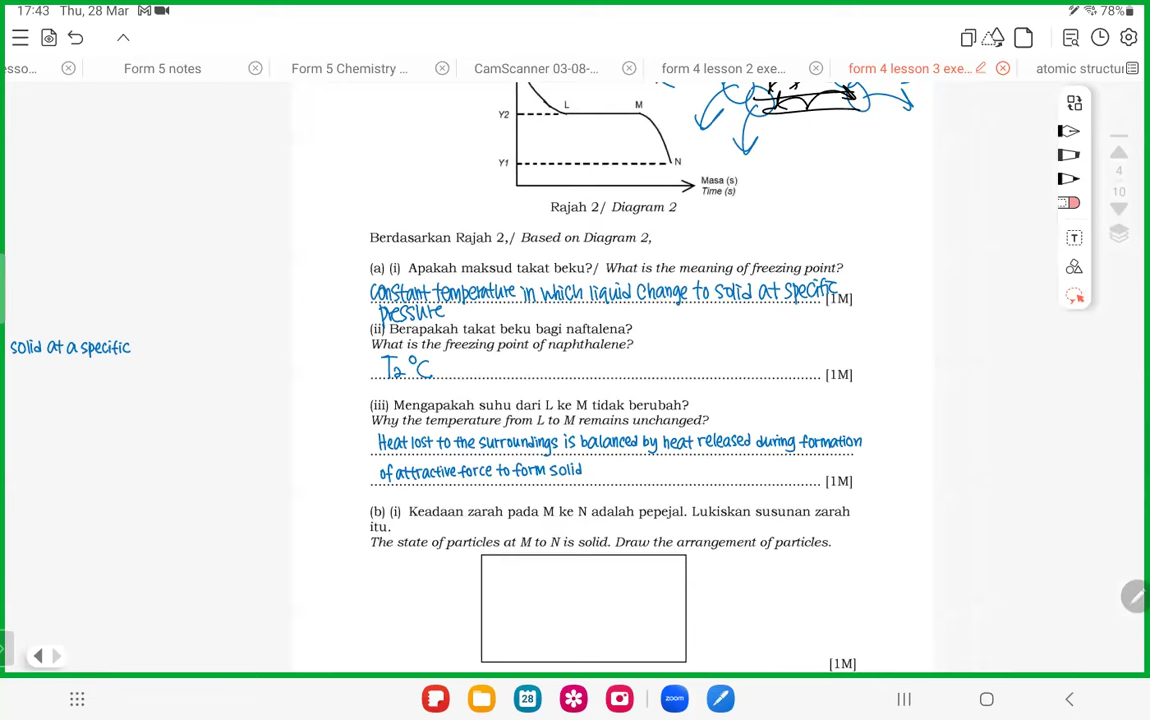 17:43 Thu, 28 Mar
78%
esso...
Form 5 notes
Form 5 Chemistry ...
CamScanner 03-08-...
form 4 lesson 2 exe...
form 4 lesson 3 exe...
atomic structu
L
M
Y2
Y1
N
Masa (s)
Time (s)
Rajah 2/ Diagram 2
4
10
Berdasarkan Rajah 2,/ Based on Diagram 2,
(a) (i) Apakah maksud takat beku?/ What is the meaning of freezing point?
constant temperature in which liquid change to solid at specific
[1M]
pressure
(ii) Berapakah takat beku bagi naftalena?
What is the freezing point of naphthalene?
solid at a specific
T₂°C
[1M]
(iii) Mengapakah suhu dari L ke M tidak berubah?
Why the temperature from L to M remains unchanged?
Heat lost to the surroundings is balanced by heat released during formation
of attractive force to form solid
[1M]
(b) (i) Keadaan zarah pada M ke N adalah pepejal. Lukiskan susunan zarah
itu.
The state of particles at M to N is solid. Draw the arrangement of particles.
[1M]
28
zoom